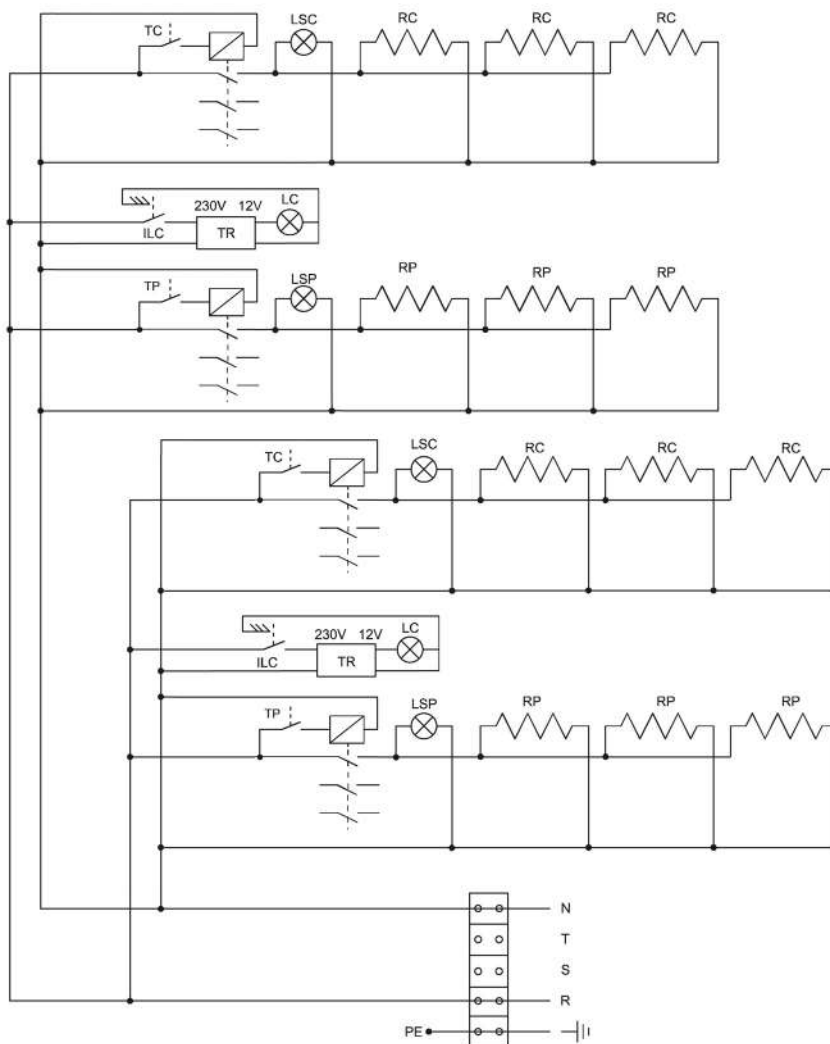 TC LSC RC RC RC
230V 12V LC
ILC TR
TP LSP RP RP RP
TC LSC RC RC RC
230V 12V LC
ILC TR
TP LSP RP RP RP
N
T
S
R
PE